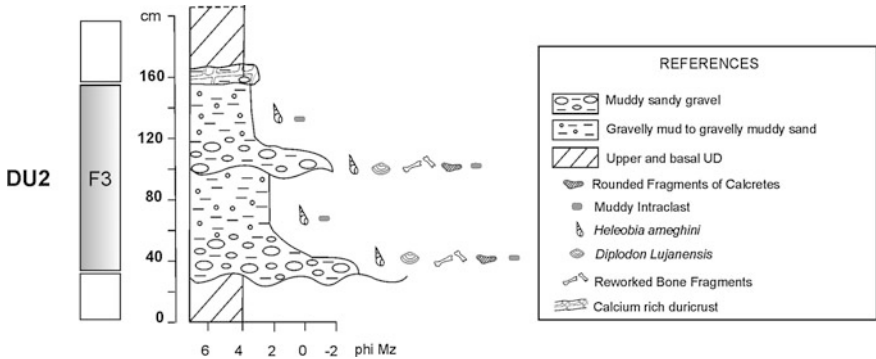 cm
160
120
80
40
0
DU2
F3
6 4 2 0 -2 phi Mz
REFERENCES
Muddy sandy gravel
Gravelly mud to gravelly muddy sand
Upper and basal UD
Rounded Fragments of Calcretes
Muddy Intraclast
Heleobia ameghini
Diplodon Lujanensis
Reworked Bone Fragments
Calcium rich duricrust